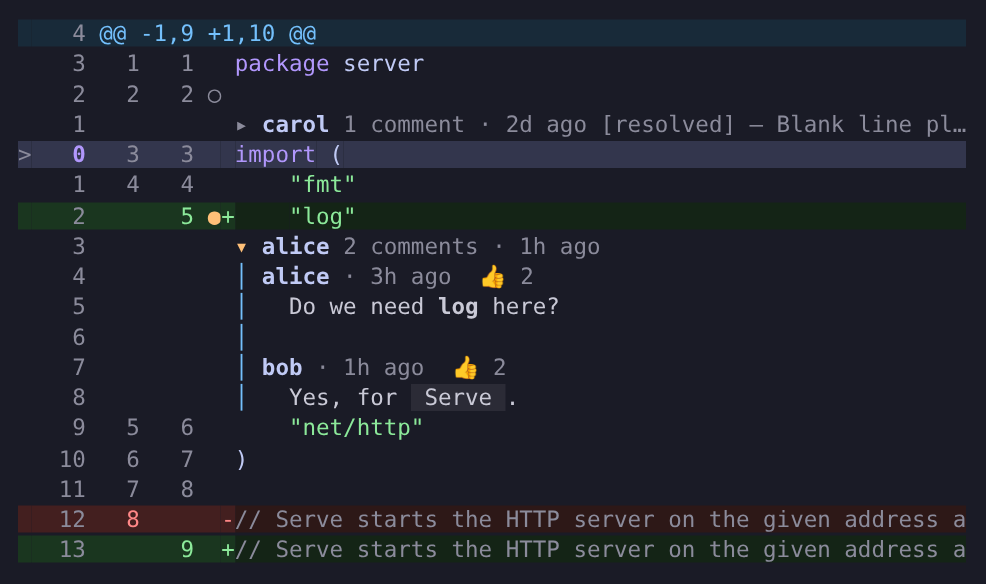 4 @@ -1,9 +1,10 @@
3 1 1 package server
2 2 2 ○
1 ▸ carol 1 comment · 2d ago [resolved] — Blank line pl…
> 0 3 3 import (
1 4 4 "fmt"
2 5 ●+ "log"
3 ▾ alice 2 comments · 1h ago
4 │ alice · 3h ago 👍 2
5 │ Do we need log here?
6 │
7 │ bob · 1h ago 👍 2
8 │ Yes, for Serve .
9 5 6 "net/http"
10 6 7 )
11 7 8
12 8 -// Serve starts the HTTP server on the given address a
13 9 +// Serve starts the HTTP server on the given address a